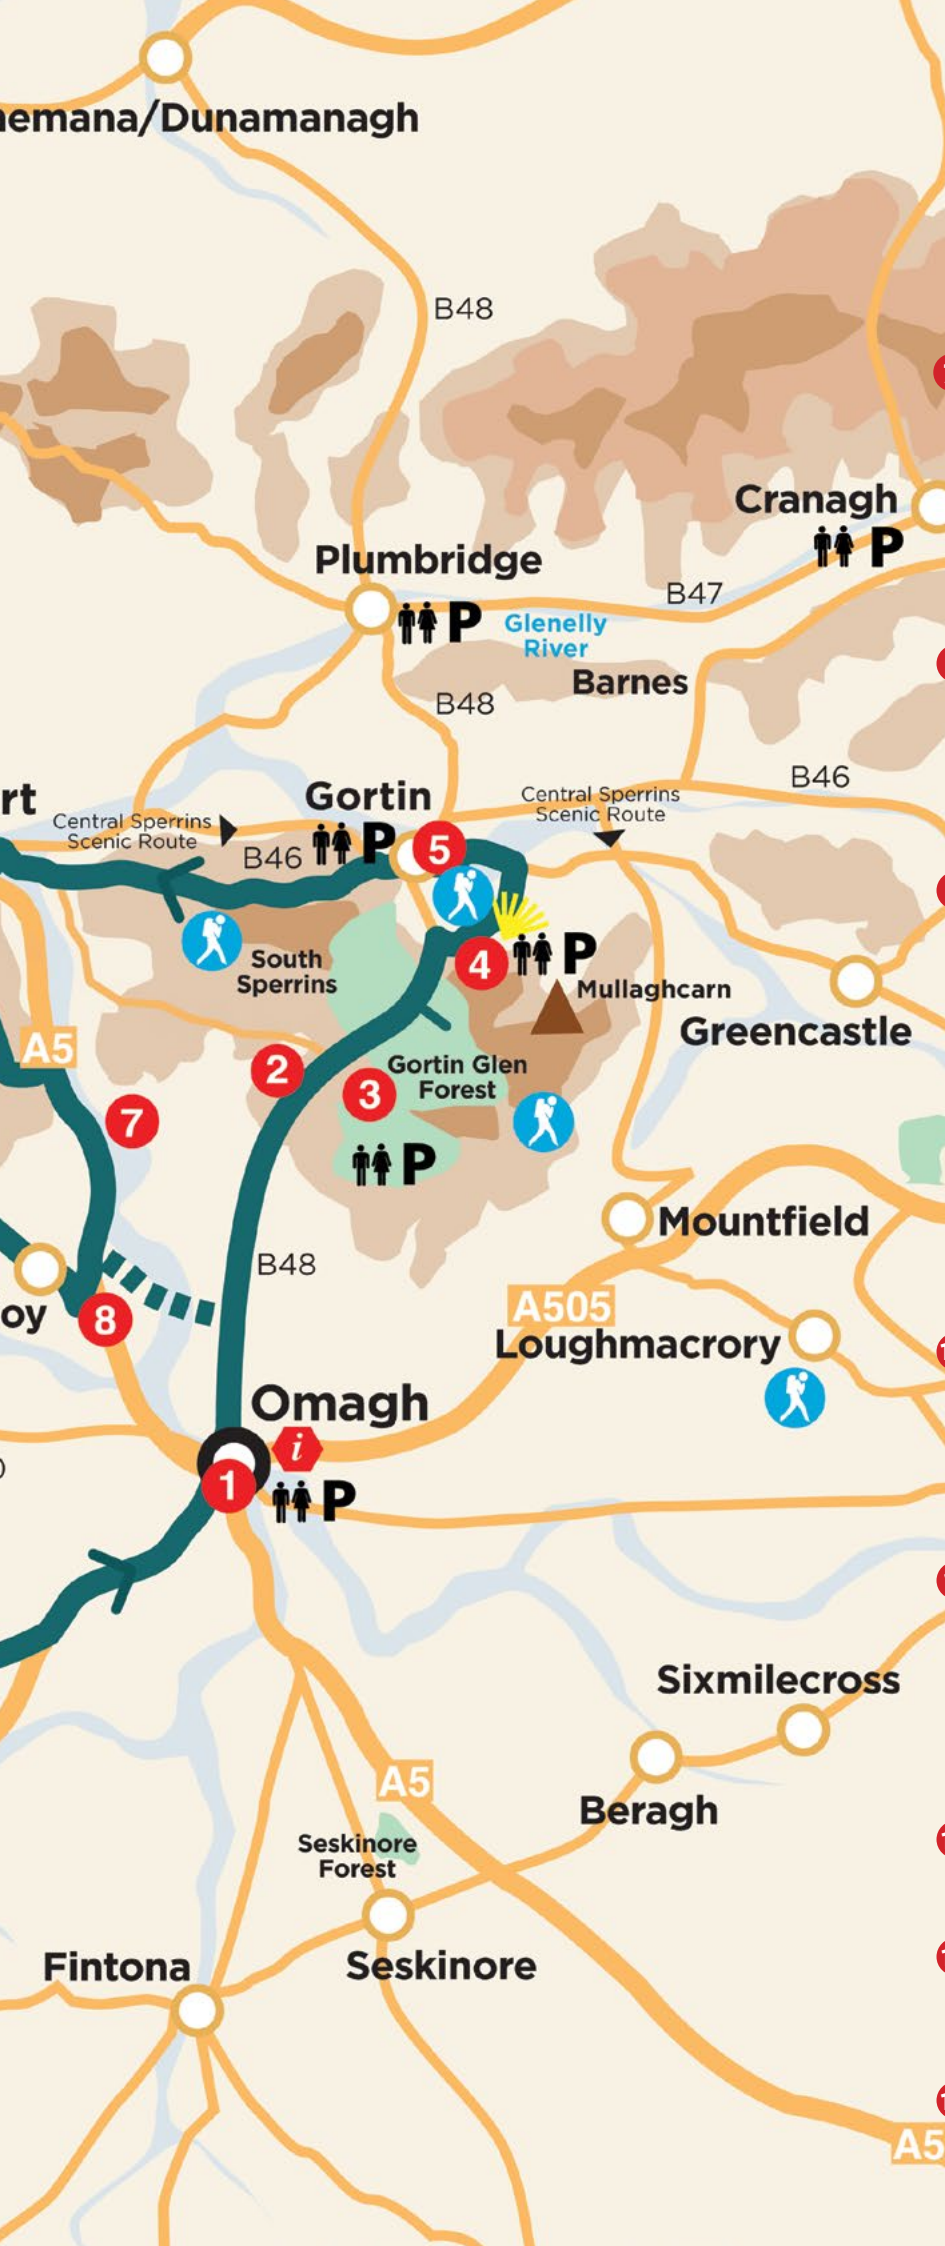 nemana/Dunamanagh
B48
Cranagh
P
Plumbridge
P
B47
Glenelly
River
Barnes
B48
B46
rt
Gortin
Central Sperrins
Scenic Route
Central Sperrins
Scenic Route
P
5
B46
South
Sperrins
4
P
Mullaghcarn
Greencastle
A5
2
3
Gortin Glen
Forest
7
P
Mountfield
B48
A505
oy
8
Loughmacrory
Omagh
i
1
P
Sixmilecross
A5
Beragh
Seskinore
Forest
Fintona
Seskinore
A5